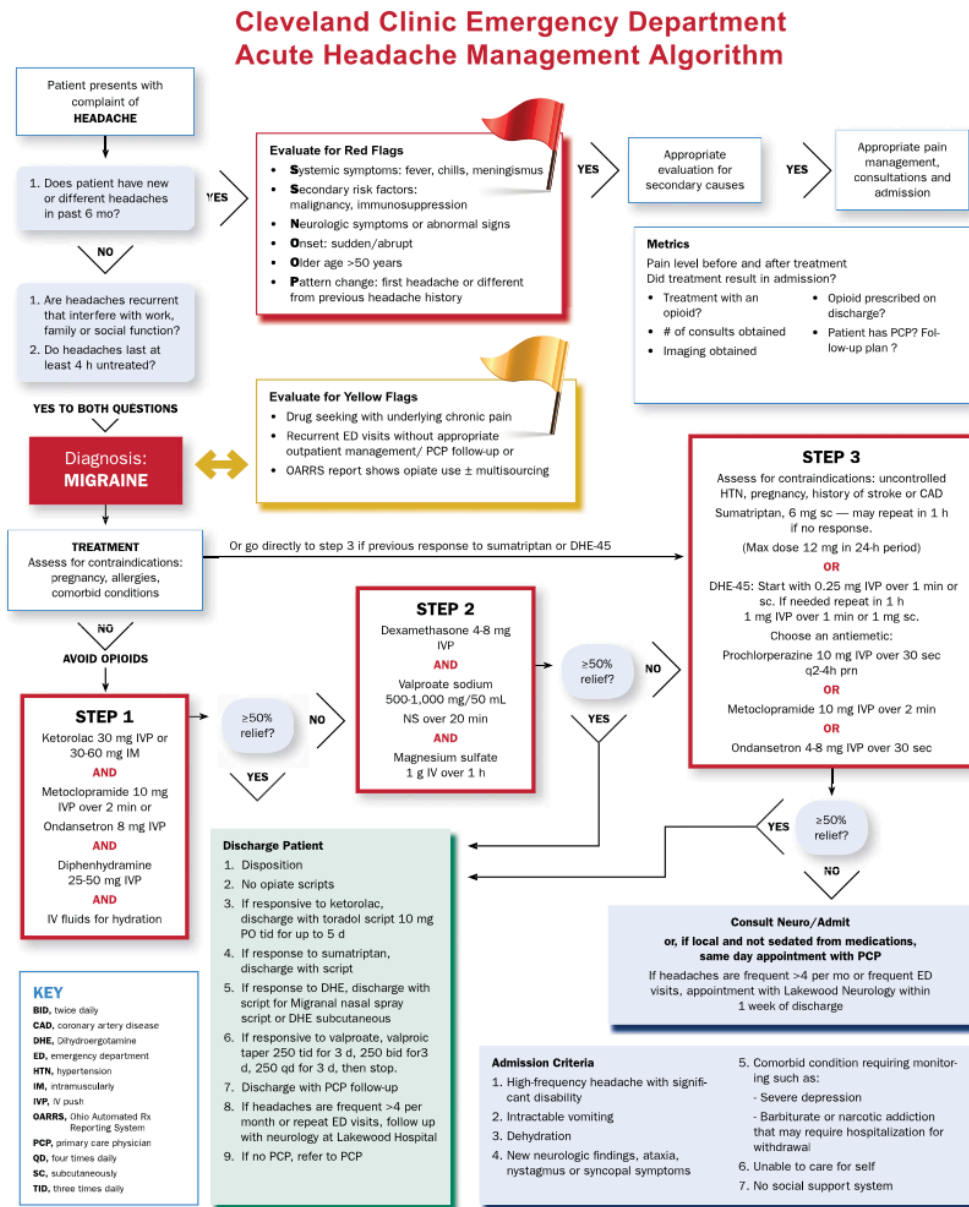 Cleveland Clinic Emergency Department
Acute Headache Management Algorithm
Patient presents with
complaint of
HEADACHE
1. Does patient have new
or different headaches
in past 6 mo?
YES
NO
Evaluate for Red Flags
• Systemic symptoms: fever, chills, meningismus
• Secondary risk factors:
malignancy, immunosuppression
• Neurologic symptoms or abnormal signs
• Onset: sudden/abrupt
• Older age >50 years
• Pattern change: first headache or different
from previous headache history
YES
Appropriate
evaluation for
secondary causes
YES
Appropriate pain
management,
consultations and
admission
Metrics
Pain level before and after treatment
Did treatment result in admission?
• Treatment with an
opioid?
• # of consults obtained
• Imaging obtained
• Opioid prescribed on
discharge?
• Patient has PCP? Fol-
low-up plan ?
1. Are headaches recurrent
that interfere with work,
family or social function?
2. Do headaches last at
least 4 h untreated?
YES TO BOTH QUESTIONS
Diagnosis:
MIGRAINE
Evaluate for Yellow Flags
• Drug seeking with underlying chronic pain
• Recurrent ED visits without appropriate
outpatient management/ PCP follow-up or
• OARRS report shows opiate use ± multisourcing
TREATMENT
Assess for contraindications:
pregnancy, allergies,
comorbid conditions
Or go directly to step 3 if previous response to sumatriptan or DHE-45
NO
AVOID OPIOIDS
STEP 1
Ketorolac 30 mg IVP or
30-60 mg IM
AND
Metoclopramide 10 mg
IVP over 2 min or
Ondansetron 8 mg IVP
AND
Diphenhydramine
25-50 mg IVP
AND
IV fluids for hydration
≥50%
relief?
NO
YES
STEP 2
Dexamethasone 4-8 mg
IVP
AND
Valproate sodium
500-1,000 mg/50 mL
NS over 20 min
AND
Magnesium sulfate
1 g IV over 1 h
≥50%
relief?
NO
YES
STEP 3
Assess for contraindications: uncontrolled
HTN, pregnancy, history of stroke or CAD
Sumatriptan, 6 mg sc — may repeat in 1 h
if no response.
(Max dose 12 mg in 24-h period)
OR
DHE-45: Start with 0.25 mg IVP over 1 min or
sc. If needed repeat in 1 h
1 mg IVP over 1 min or 1 mg sc.
Choose an antiemetic:
Prochlorperazine 10 mg IVP over 30 sec
q2-4h prn
OR
Metoclopramide 10 mg IVP over 2 min
OR
Ondansetron 4-8 mg IVP over 30 sec
YES
≥50%
relief?
NO
Discharge Patient
1. Disposition
2. No opiate scripts
3. If responsive to ketorolac,
discharge with toradol script 10 mg
PO tid for up to 5 d
4. If response to sumatriptan,
discharge with script
5. If response to DHE, discharge with
script for Migranal nasal spray
script or DHE subcutaneous
6. If responsive to valproate, valproic
taper 250 tid for 3 d, 250 bid for3
d, 250 qd for 3 d, then stop.
7. Discharge with PCP follow-up
8. If headaches are frequent >4 per
month or repeat ED visits, follow up
with neurology at Lakewood Hospital
9. If no PCP, refer to PCP
Consult Neuro/Admit
or, if local and not sedated from medications,
same day appointment with PCP
If headaches are frequent >4 per mo or frequent ED
visits, appointment with Lakewood Neurology within
1 week of discharge
KEY
BID, twice daily
CAD, coronary artery disease
DHE, Dihydroergotamine
ED, emergency department
HTN, hypertension
IM, intramuscularly
IVP, IV push
OARRS, Ohio Automated Rx
Reporting System
PCP, primary care physician
QD, four times daily
SC, subcutaneously
TID, three times daily
Admission Criteria
1. High-frequency headache with signifi-
cant disability
2. Intractable vomiting
3. Dehydration
4. New neurologic findings, ataxia,
nystagmus or syncopal symptoms
5. Comorbid condition requiring monitor-
ing such as:
- Severe depression
- Barbiturate or narcotic addiction
that may require hospitalization for
withdrawal
6. Unable to care for self
7. No social support system